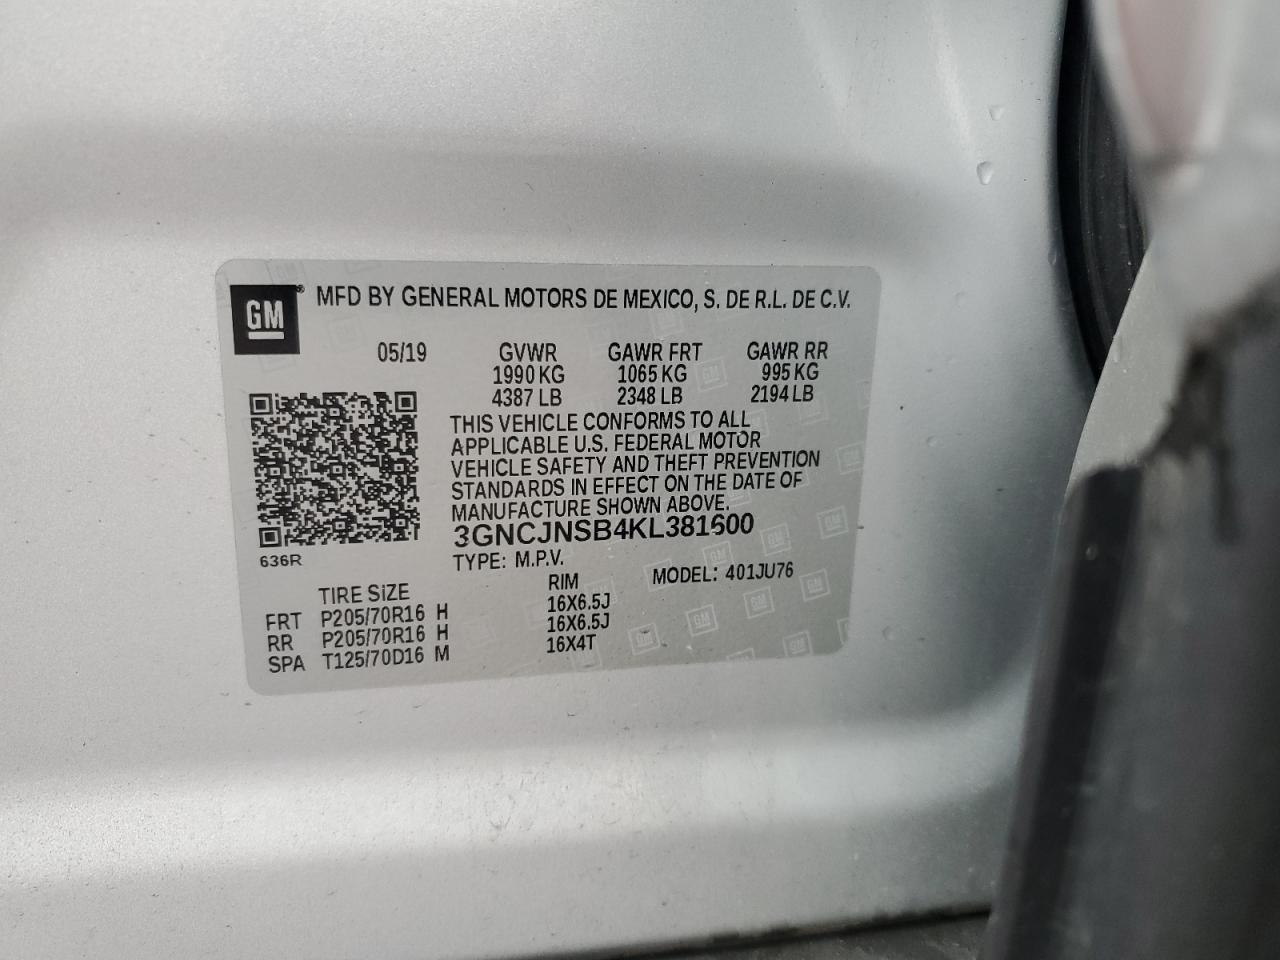 GM® MFD BY GENERAL MOTORS DE MEXICO, S. DE R.L. DE C.V.
05/19 GVWR GAWR FRT GAWR RR
1990 KG 1065 KG 995 KG
4387 LB 2348 LB 2194 LB
THIS VEHICLE CONFORMS TO ALL
APPLICABLE U.S. FEDERAL MOTOR
VEHICLE SAFETY AND THEFT PREVENTION
STANDARDS IN EFFECT ON THE DATE OF
MANUFACTURE SHOWN ABOVE.
3GNCJNSB4KL381600
636R
TYPE: M.P.V. MODEL: 401JU76
TIRE SIZE RIM
FRT P205/70R16 H 16X6.5J
RR P205/70R16 H 16X6.5J
SPA T125/70D16 M 16X4T